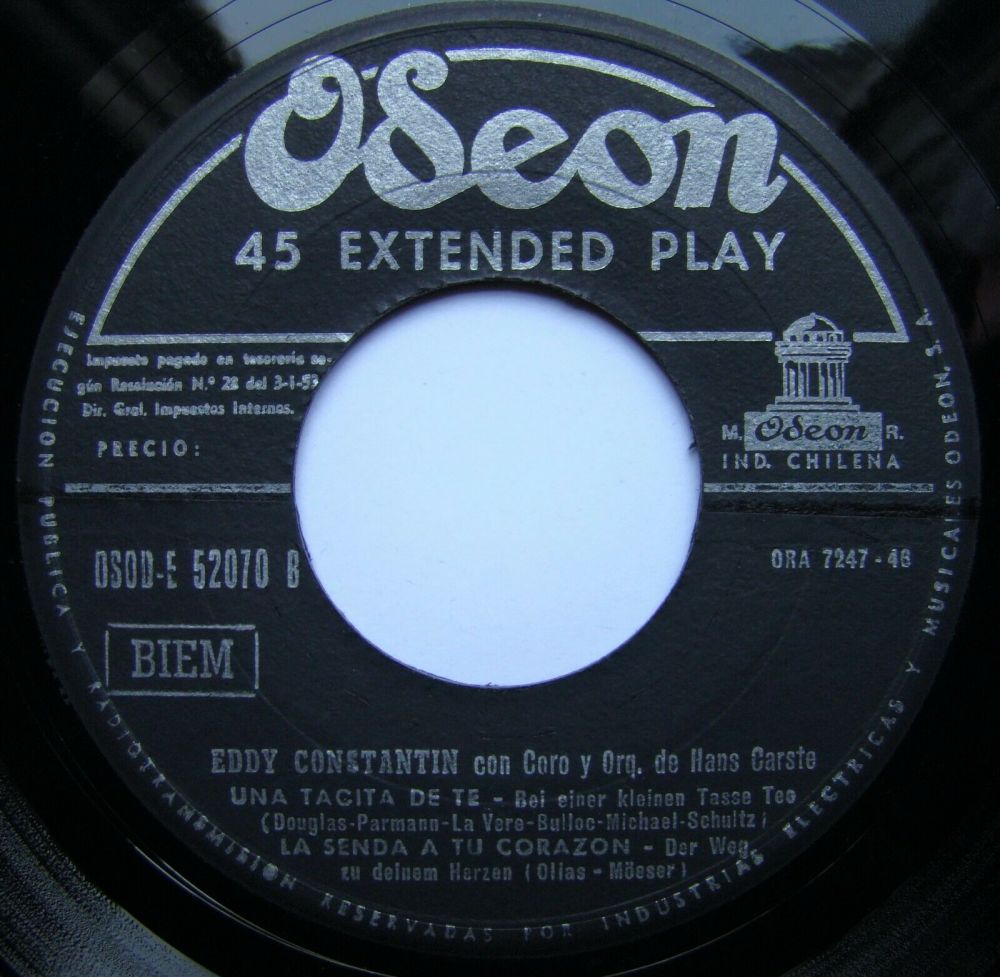 Odeon
45 EXTENDED PLAY
Impuesto pagado en tesorería se-
gún Resolución N.º 28 del 3-1-53
Dir. Gral. Impuestos Internos.
PRECIO:
M. Odeon R.
IND. CHILENA
OSOD-E 52070 B
ORA 7247-46
BIEM
EDDY CONSTANTIN con Coro y Orq. de Hans Carste
UNA TACITA DE TE - Bei einer kleinen Tasse Tee
(Douglas-Parmann-La Vere-Bulloc-Michael-Schultz)
LA SENDA A TU CORAZON - Der Weg
zu deinem Herzen (Olias - Möeser)
EJECUCION PUBLICA Y RADIOTRANSMISION RESERVADAS POR INDUSTRIAS ELECTRICAS Y MUSICALES ODEON, S. A.